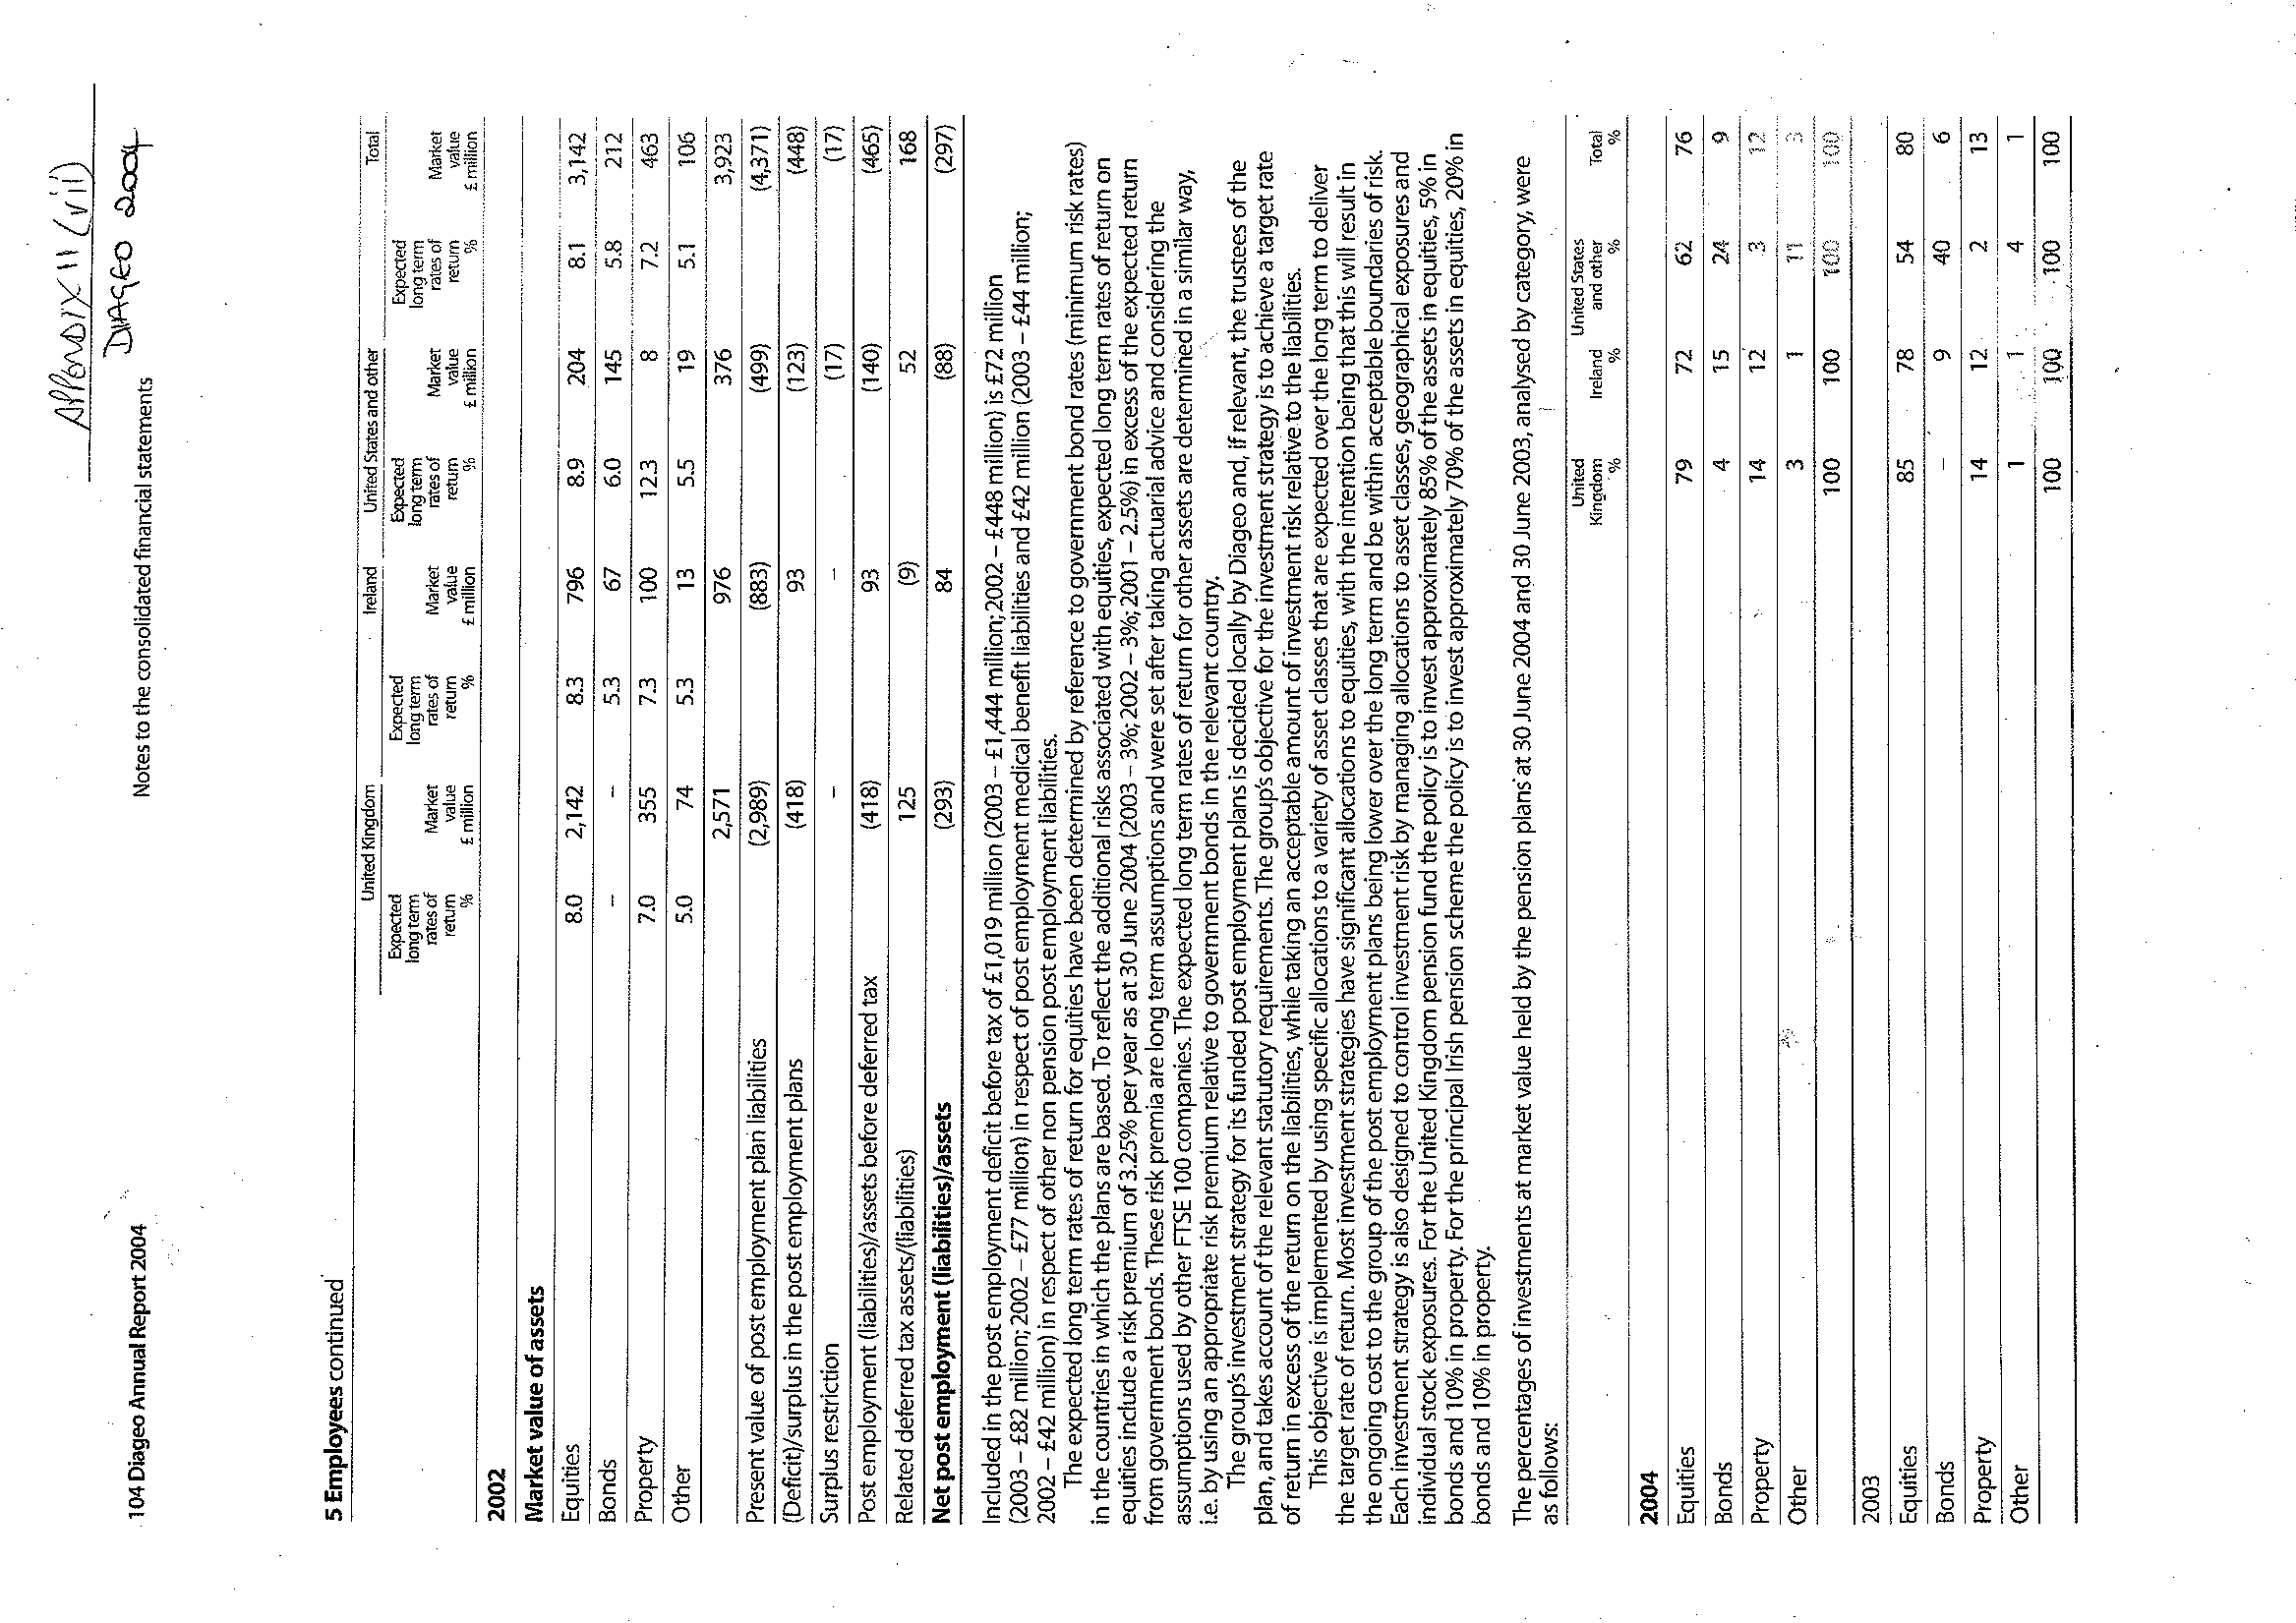 Appendix 11 (vii)
DIAGEO 2004
104 Diageo Annual Report 2004 Notes to the consolidated financial statements
5 Employees continued
United Kingdom Ireland United States and other Total
Expected long term rates of return % Market value £ million Expected long term rates of return % Market value £ million Expected long term rates of return % Market value £ million Expected long term rates of return % Market value £ million
2002
Market value of assets
Equities 8.0 2,142 8.3 796 8.9 204 8.1 3,142
Bonds – – 5.3 67 6.0 145 5.8 212
Property 7.0 355 7.3 100 12.3 8 7.2 463
Other 5.0 74 5.3 13 5.5 19 5.1 106
2,571 976 376 3,923
Present value of post employment plan liabilities (2,989) (883) (499) (4,371)
(Deficit)/surplus in the post employment plans (418) 93 (123) (448)
Surplus restriction – – (17) (17)
Post employment (liabilities)/assets before deferred tax (418) 93 (140) (465)
Related deferred tax assets/(liabilities) 125 (9) 52 168
Net post employment (liabilities)/assets (293) 84 (88) (297)
Included in the post employment deficit before tax of £1,019 million (2003 – £1,444 million; 2002 – £448 million) is £72 million
(2003 – £82 million; 2002 – £77 million) in respect of post employment medical benefit liabilities and £42 million (2003 – £44 million;
2002 – £42 million) in respect of other non pension post employment liabilities.
The expected long term rates of return for equities have been determined by reference to government bond rates (minimum risk rates)
in the countries in which the plans are based. To reflect the additional risks associated with equities, expected long term rates of return on
equities include a risk premium of 3.25% per year as at 30 June 2004 (2003 – 3%; 2002 – 3%; 2001 – 2.5%) in excess of the expected return
from government bonds. These risk premia are long term assumptions and were set after taking actuarial advice and considering the
assumptions used by other FTSE 100 companies. The expected long term rates of return for other assets are determined in a similar way,
i.e. by using an appropriate risk premium relative to government bonds in the relevant country.
The group's investment strategy for its funded post employment plans is decided locally by Diageo and, if relevant, the trustees of the
plan, and takes account of the relevant statutory requirements. The group's objective for the investment strategy is to achieve a target rate
of return in excess of the return on the liabilities, while taking an acceptable amount of investment risk relative to the liabilities.
This objective is implemented by using specific allocations to a variety of asset classes that are expected over the long term to deliver
the target rate of return. Most investment strategies have significant allocations to equities, with the intention being that this will result in
the ongoing cost to the group of the post employment plans being lower over the long term and be within acceptable boundaries of risk.
Each investment strategy is also designed to control investment risk by managing allocations to asset classes, geographical exposures and
individual stock exposures. For the United Kingdom pension fund the policy is to invest approximately 85% of the assets in equities, 5% in
bonds and 10% in property. For the principal Irish pension scheme the policy is to invest approximately 70% of the assets in equities, 20% in
bonds and 10% in property.
The percentages of investments at market value held by the pension plans at 30 June 2004 and 30 June 2003, analysed by category, were
as follows:
United Kingdom % Ireland % United States and other % Total %
2004
Equities 79 72 62 76
Bonds 4 15 24 9
Property 14 12 3 12
Other 3 1 11 3
100 100 100 100
2003
Equities 85 78 54 80
Bonds – 9 40 6
Property 14 12 2 13
Other 1 1 4 1
100 100 100 100